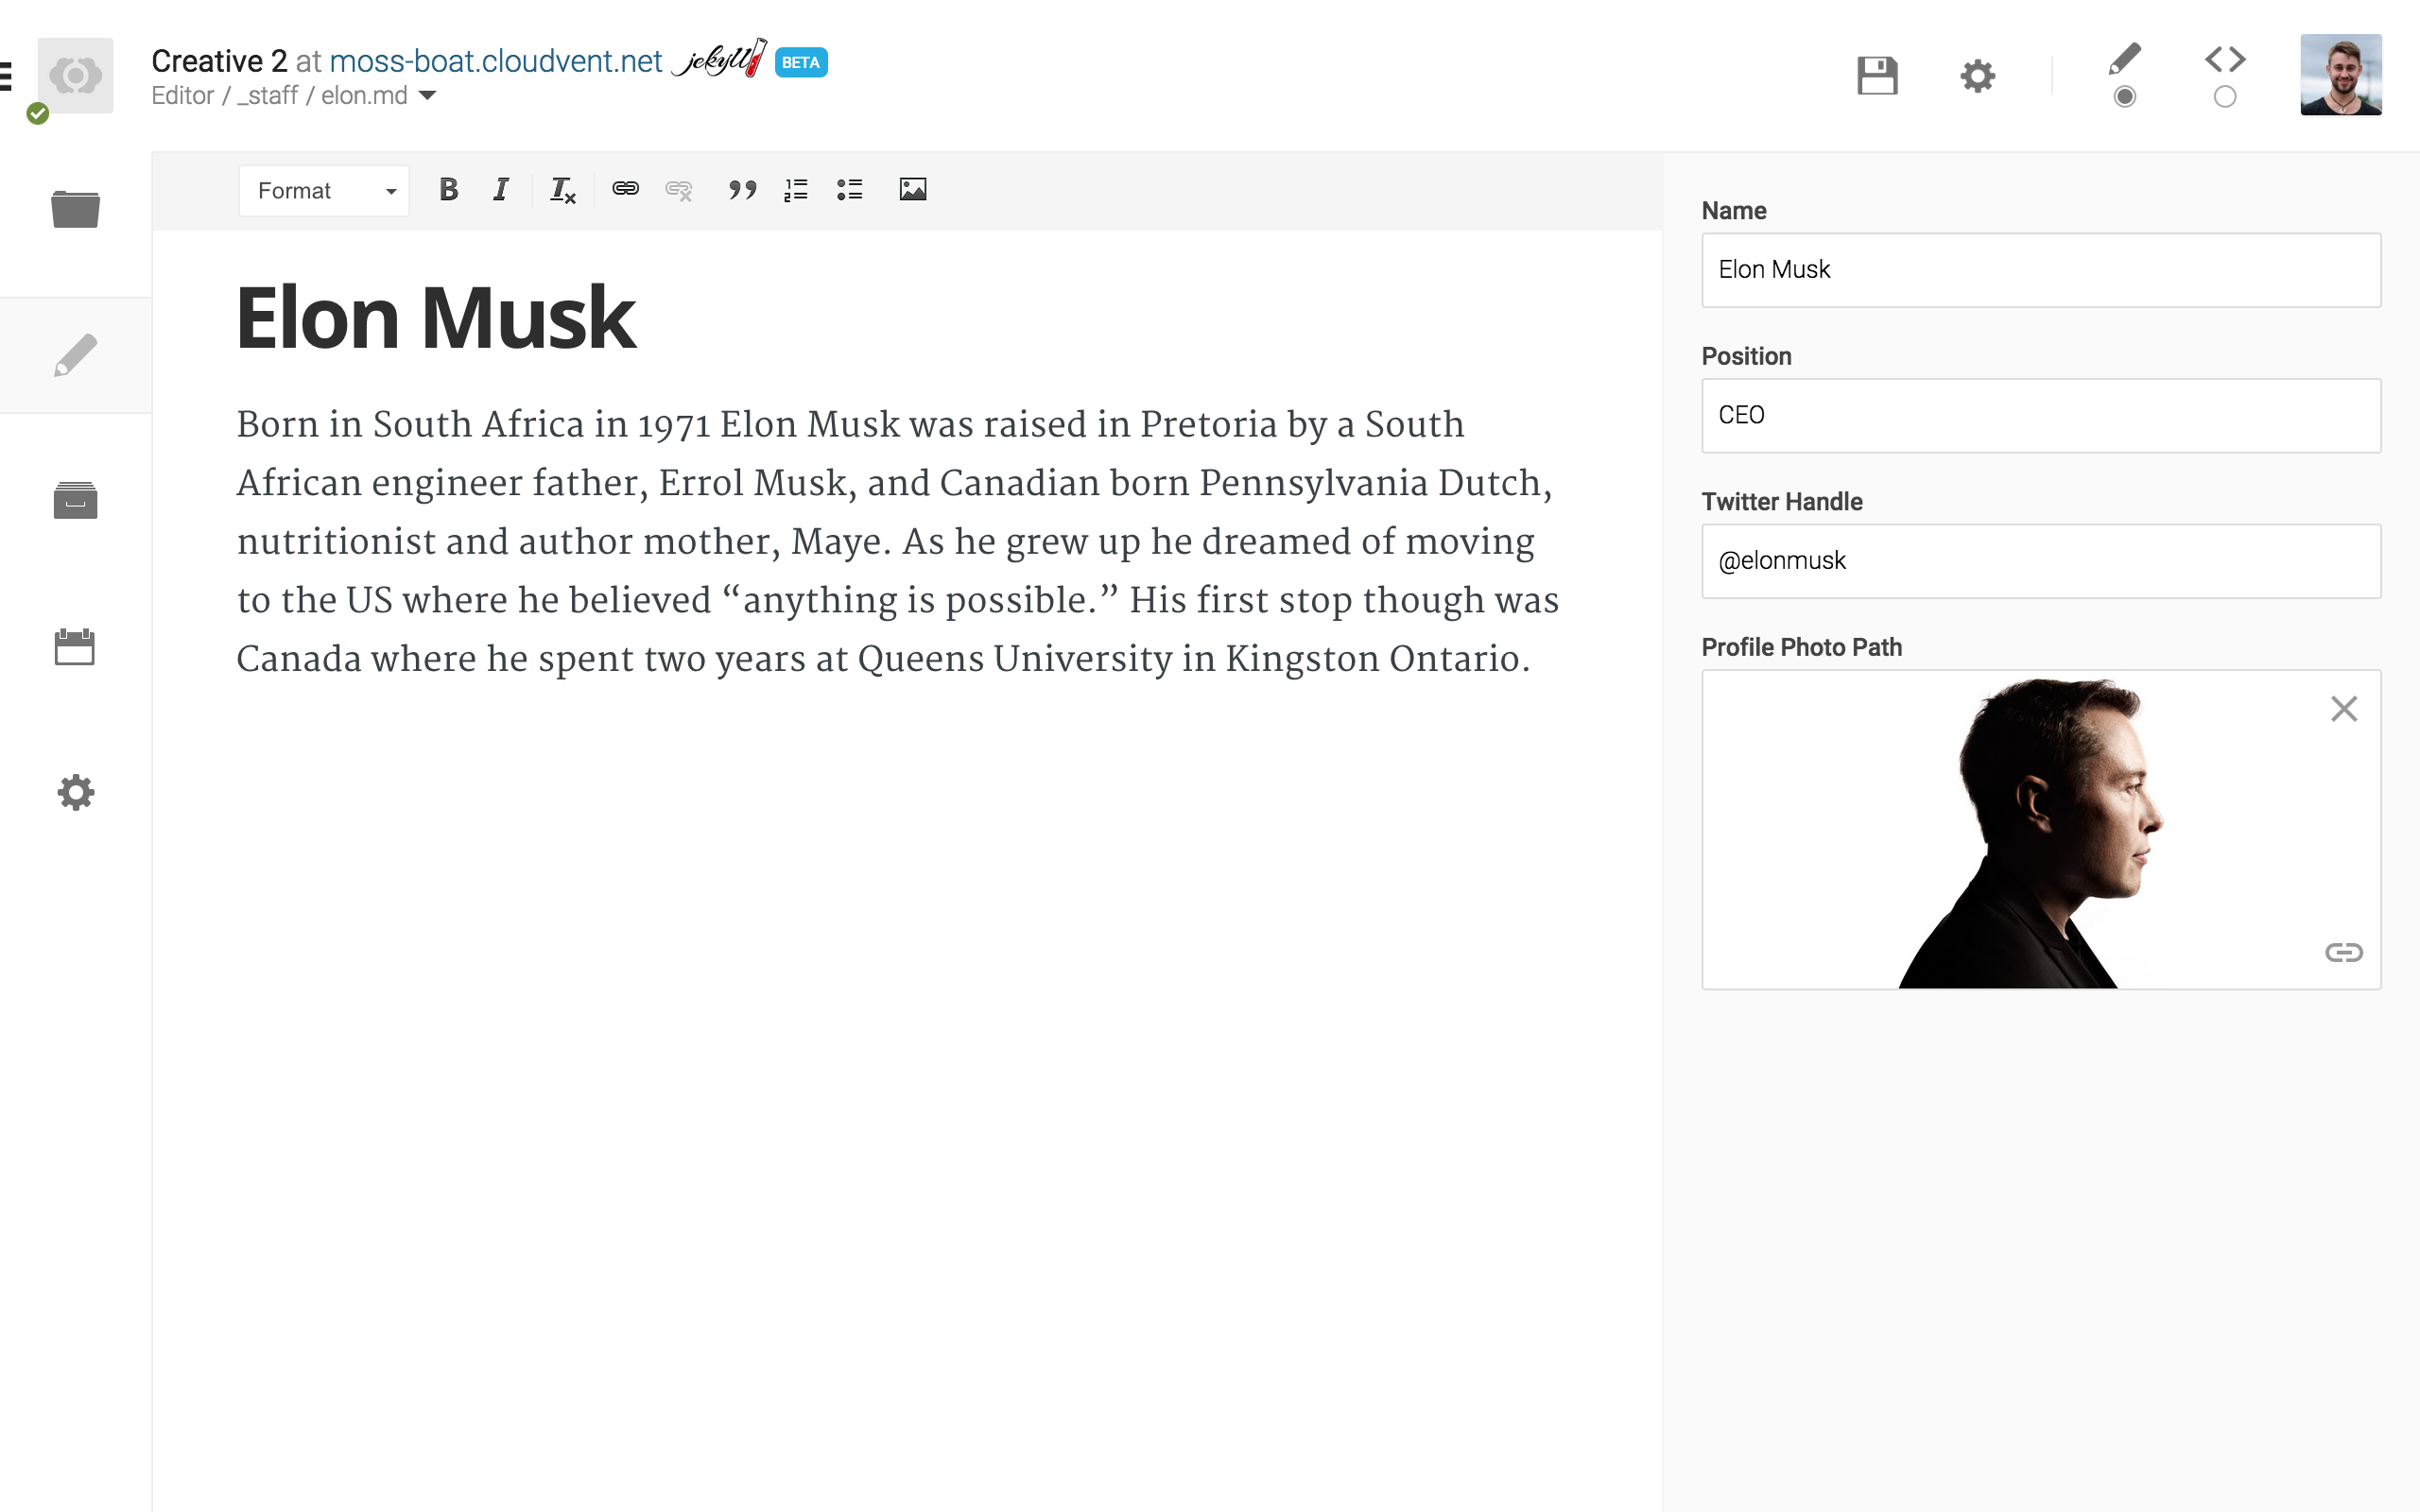 Creative 2 at moss-boat.cloudvent.net jekyll BETA
Editor / _staff / elon.md
Format
Elon Musk
Born in South Africa in 1971 Elon Musk was raised in Pretoria by a South
African engineer father, Errol Musk, and Canadian born Pennsylvania Dutch,
nutritionist and author mother, Maye. As he grew up he dreamed of moving
to the US where he believed “anything is possible.” His first stop though was
Canada where he spent two years at Queens University in Kingston Ontario.
Name
Elon Musk
Position
CEO
Twitter Handle
@elonmusk
Profile Photo Path